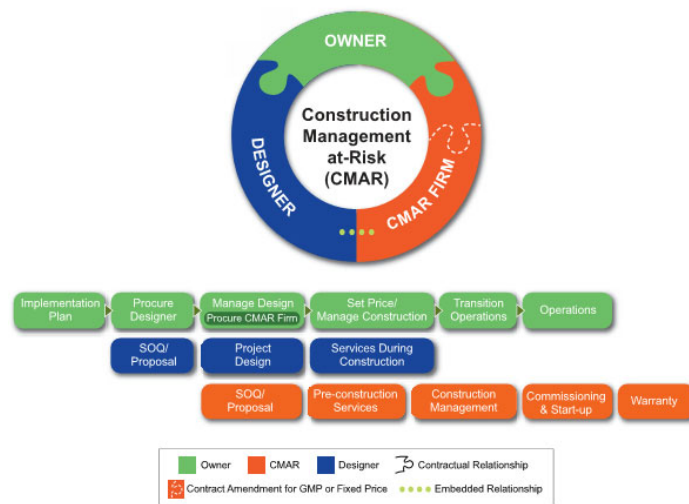 OWNER
Construction
Management
at-Risk
(CMAR)
DESIGNER
CMAR FIRM
Implementation
Plan
Procure
Designer
Manage Design
Procure CMAR Firm
Set Price/
Manage Construction
Transition
Operations
Operations
SOQ/
Proposal
Project
Design
Services During
Construction
SOQ/
Proposal
Pre-construction
Services
Construction
Management
Commissioning
& Start-up
Warranty
Owner
CMAR
Designer
Contractual Relationship
Contract Amendment for GMP or Fixed Price
Embedded Relationship